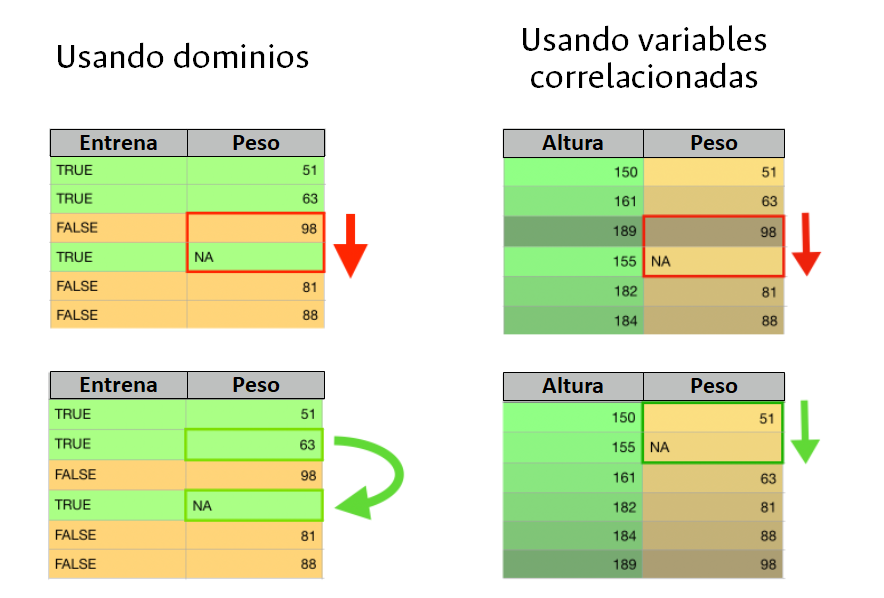 Usando dominios
Usando variables
correlacionadas
Entrena Peso
TRUE 51
TRUE 63
FALSE 98
TRUE NA
FALSE 81
FALSE 88
Altura Peso
150 51
161 63
189 98
155 NA
182 81
184 88
Entrena Peso
TRUE 51
TRUE 63
FALSE 98
TRUE NA
FALSE 81
FALSE 88
Altura Peso
150 51
155 NA
161 63
182 81
184 88
189 98